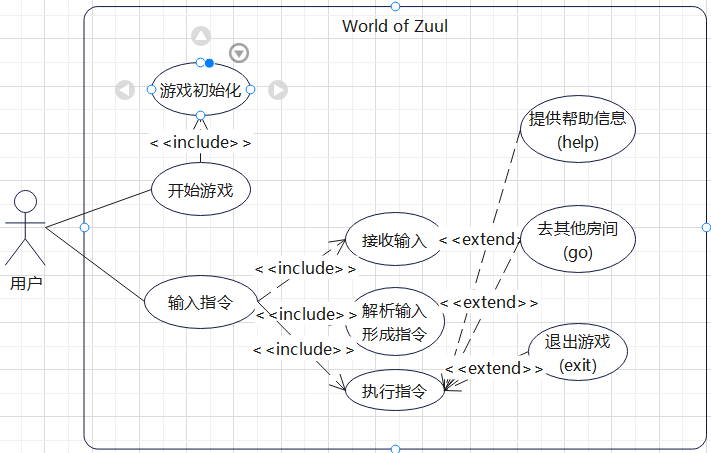 World of Zuul
游戏初始化
< <include> >
开始游戏
用户
输入指令
< <include> >
< <include> >
< <include> >
接收输入
解析输入
形成指令
执行指令
< <extend>
< <extend> >
< <extend> >
提供帮助信息
(help)
去其他房间
(go)
退出游戏
(exit)